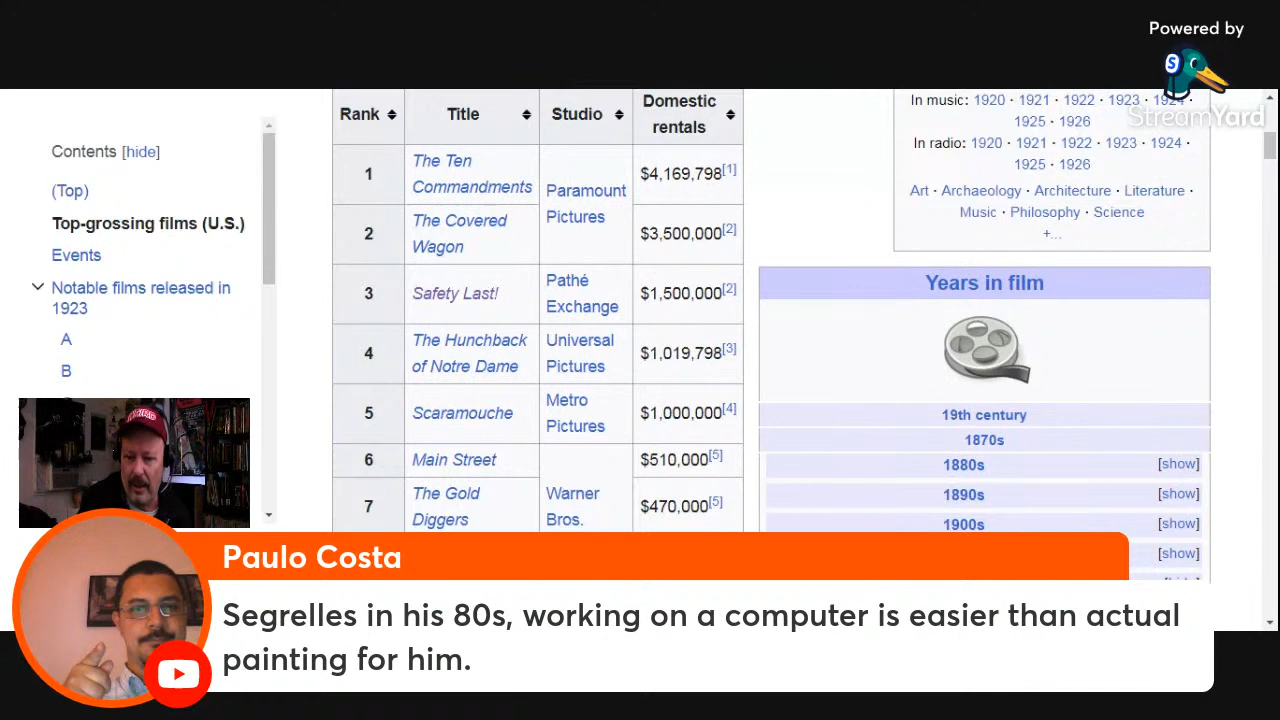 Powered by
StreamYard
Contents [hide]
(Top)
Top-grossing films (U.S.)
Events
Notable films released in
1923
A
B
Rank Title Studio Domestic
rentals
1 The Ten
Commandments Paramount
Pictures $4,169,798[1]
2 The Covered
Wagon $3,500,000[2]
3 Safety Last! Pathé
Exchange $1,500,000[2]
4 The Hunchback
of Notre Dame Universal
Pictures $1,019,798[3]
5 Scaramouche Metro
Pictures $1,000,000[4]
6 Main Street $510,000[5]
7 The Gold
Diggers Warner
Bros. $470,000[5]
In music: 1920 · 1921 · 1922 · 1923 · 1924 ·
1925 · 1926
In radio: 1920 · 1921 · 1922 · 1923 · 1924 ·
1925 · 1926
Art · Archaeology · Architecture · Literature ·
Music · Philosophy · Science
+...
Years in film
19th century
1870s
1880s [show]
1890s [show]
1900s [show]
[show]
Paulo Costa
Segrelles in his 80s, working on a computer is easier than actual
painting for him.